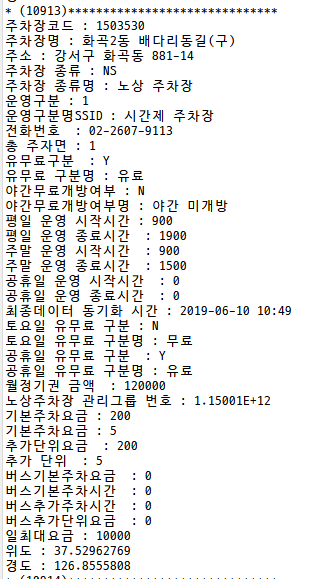 * (10913)******************************
주차장코드 : 1503530
주차장명 : 화곡2동 배다리동길(구)
주소 : 강서구 화곡동 881-14
주차장 종류 : NS
주차장 종류명 : 노상 주차장
운영구분 : 1
운영구분명SSID : 시간제 주차장
전화번호 : 02-2607-9113
총 주자면 : 1
유무료구분 : Y
유무료 구분명 : 유료
야간무료개방여부 : N
야간무료개방여부명 : 야간 미개방
평일 운영 시작시간 : 900
평일 운영 종료시간 : 1900
주말 운영 시작시간 : 900
주말 운영 종료시간 : 1500
공휴일 운영 시작시간 : 0
공휴일 운영 종료시간 : 0
최종데이터 동기화 시간 : 2019-06-10 10:49
토요일 유무료 구분 : N
토요일 유무료 구분명 : 무료
공휴일 유무료 구분 : Y
공휴일 유무료 구분명 : 유료
월정기권 금액 : 120000
노상주차장 관리그룹 번호 : 1.15001E+12
기본주차요금 : 200
기본주차요금 : 5
추가단위요금 : 200
추가 단위 : 5
버스기본주차요금 : 0
버스기본주차시간 : 0
버스추가주차시간 : 0
버스추가단위요금 : 0
일최대요금 : 10000
위도 : 37.52962769
경도 : 126.8555808